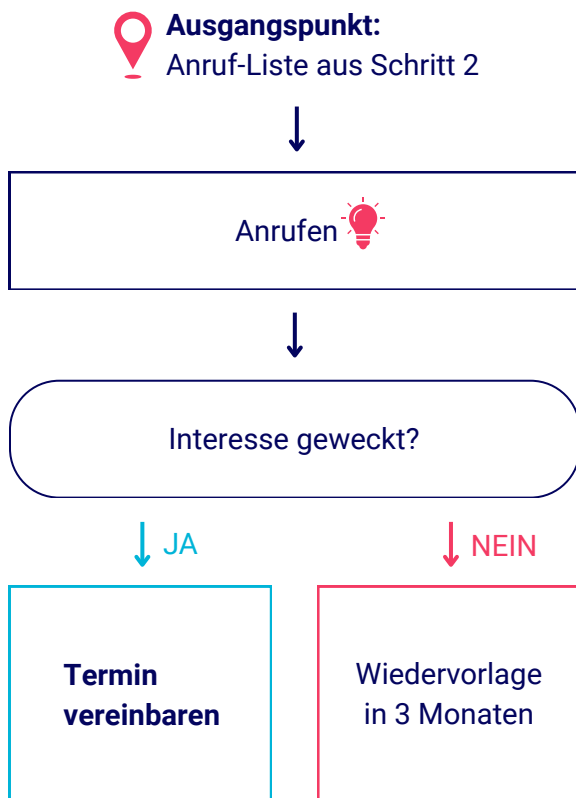 Ausgangspunkt:
Anruf-Liste aus Schritt 2
Anrufen
Interesse geweckt?
JA
NEIN
Termin
vereinbaren
Wiedervorlage
in 3 Monaten